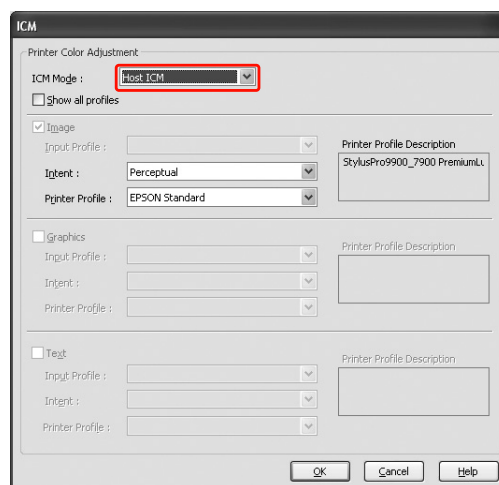 ICM
Printer Color Adjustment
ICM Mode : Host ICM
Show all profiles
Image
Input Profile :
Printer Profile Description
Intent : Perceptual
StylusPro9900_7900 PremiumLu
Printer Profile : EPSON Standard
Graphics
Input Profile :
Printer Profile Description
Intent :
Printer Profile :
Text
Input Profile :
Printer Profile Description
Intent :
Printer Profile :
OK Cancel Help